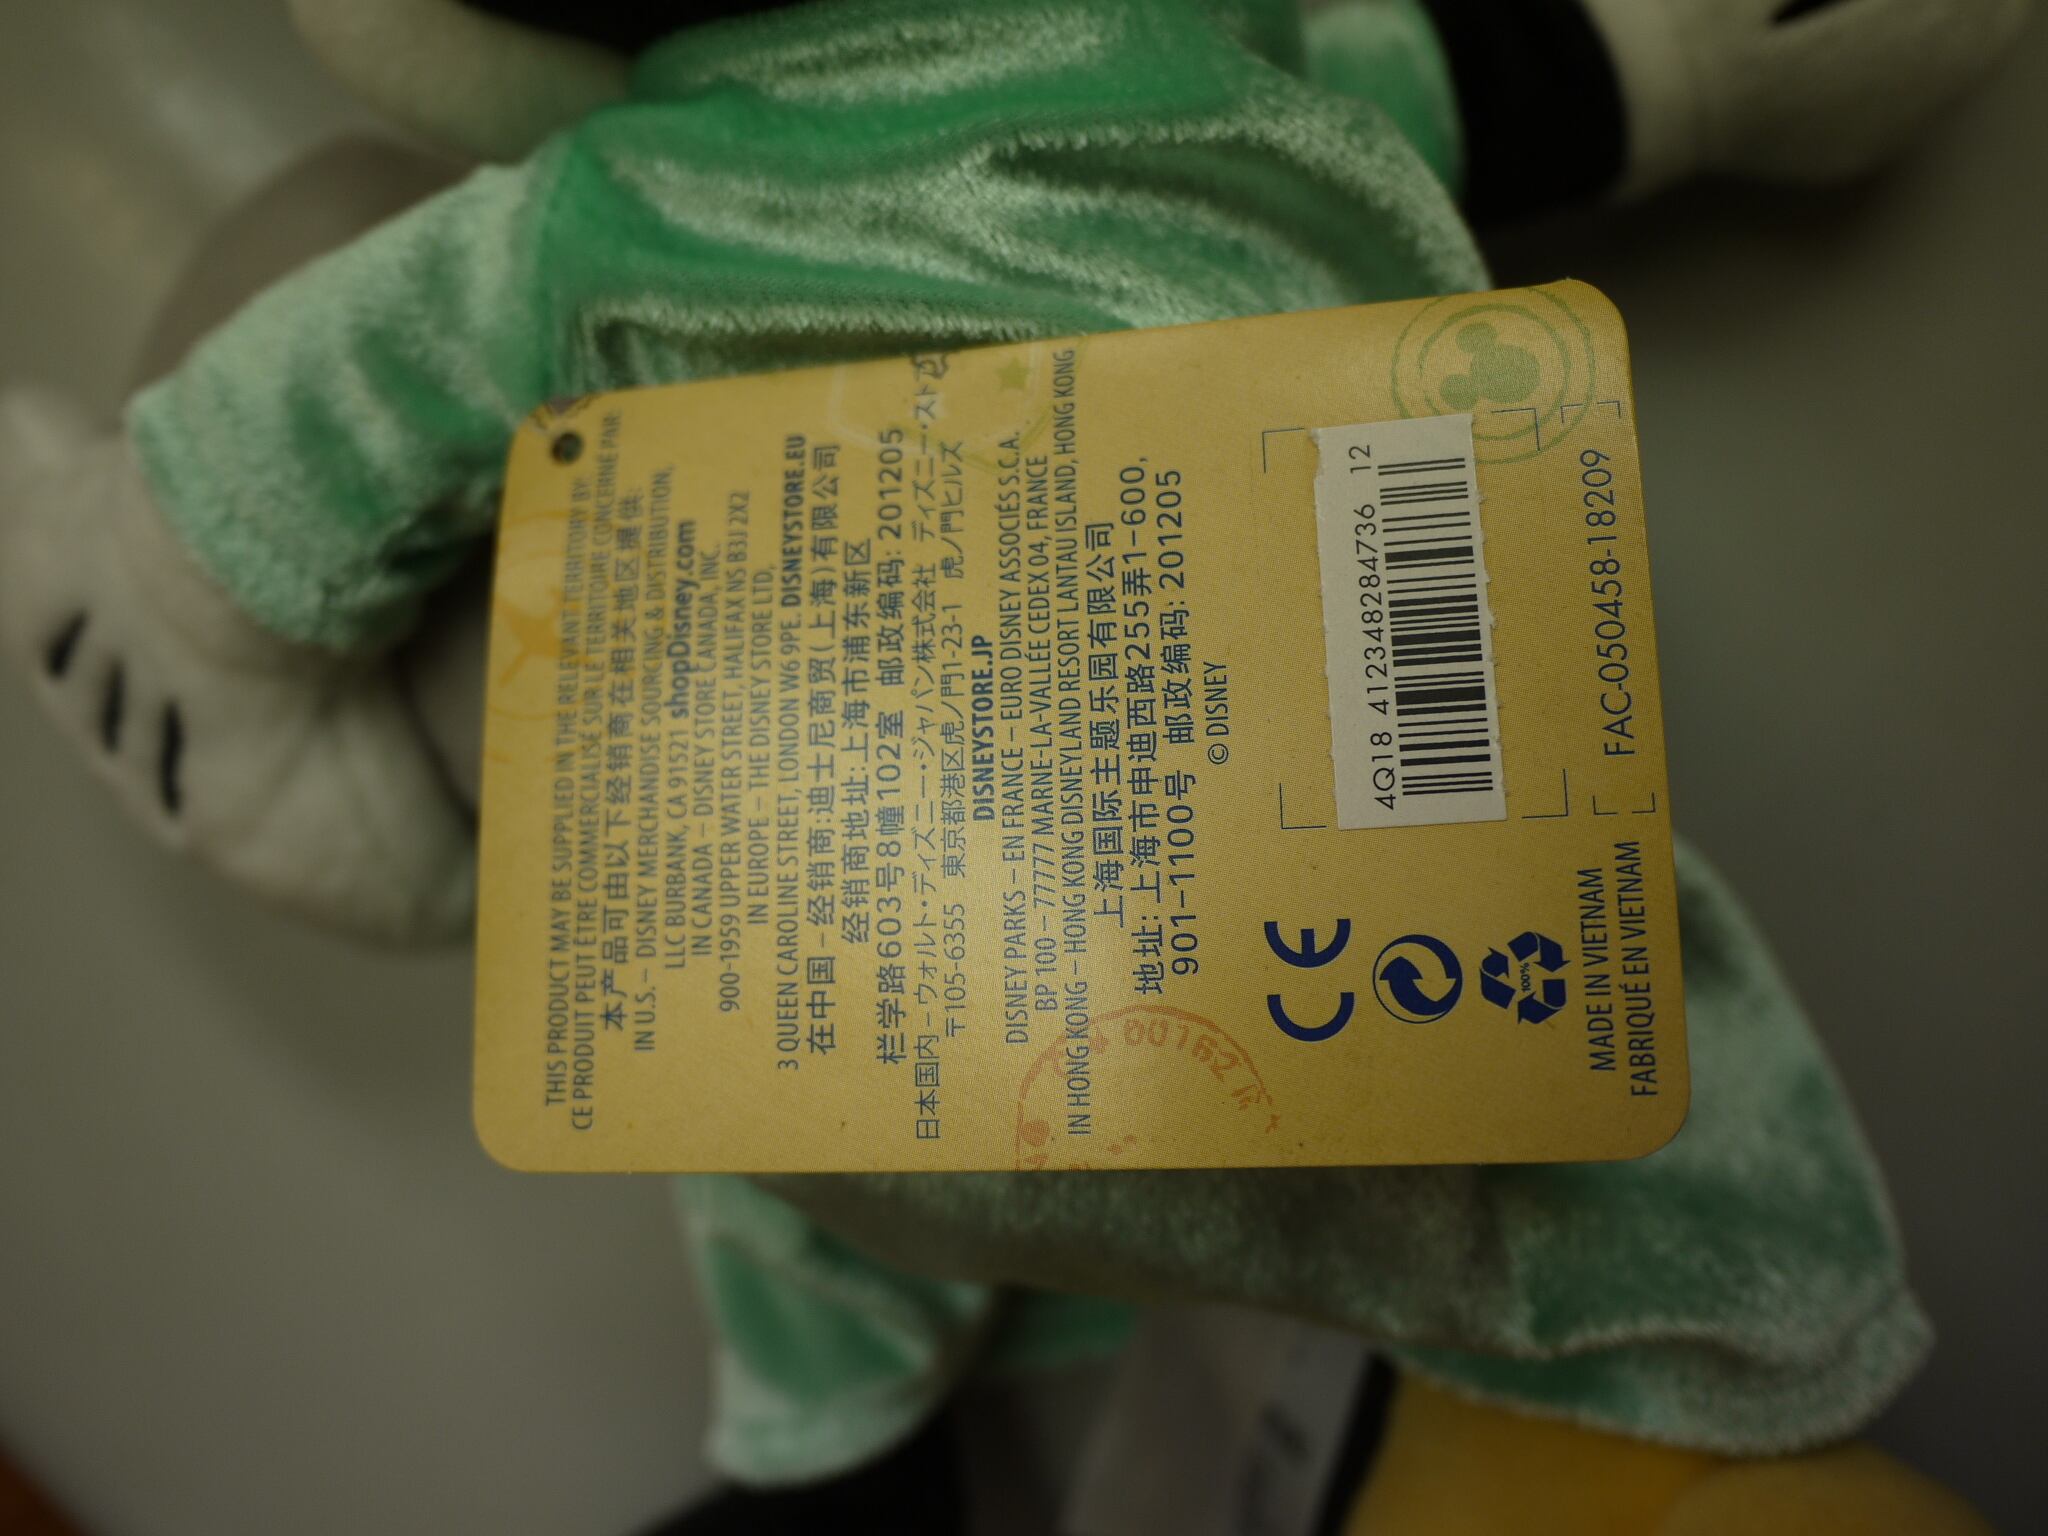 THIS PRODUCT MAY BE SUPPLIED IN THE RELEVANT TERRITORY BY:
CE PRODUIT PEUT ÊTRE COMMERCIALISÉ SUR LE TERRITOIRE CONCERNÉ PAR:
本产品可由以下经销商在相关地区提供:
IN U.S. – DISNEY MERCHANDISE SOURCING & DISTRIBUTION,
LLC BURBANK, CA 91521 shopDisney.com
IN CANADA – DISNEY STORE CANADA, INC.
900-1959 UPPER WATER STREET, HALIFAX NS B3J 2X2
IN EUROPE – THE DISNEY STORE LTD,
3 QUEEN CAROLINE STREET, LONDON W6 9PE. DISNEYSTORE.EU
在中国–经销商:迪士尼商贸(上海)有限公司
经销商地址:上海市浦东新区
栏学路603号8幢102室 邮政编码: 201205
日本国内–ウォルト・ディズニー・ジャパン株式会社 ディズニー・ストア
〒105-6355 東京都港区虎ノ門1-23-1 虎ノ門ヒルズ
DISNEYSTORE.JP
DISNEY PARKS – EN FRANCE – EURO DISNEY ASSOCIÉS S.C.A.
BP 100 – 77777 MARNE-LA-VALLÉE CEDEX 04, FRANCE
IN HONG KONG – HONG KONG DISNEYLAND RESORT LANTAU ISLAND, HONG KONG
上海国际主题乐园有限公司
地址: 上海市申迪西路255弄1-600,
901-1100号 邮政编码: 201205
© DISNEY
CE
100%
MADE IN VIETNAM
FABRIQUÉ EN VIETNAM
4Q18 412348284736 12
FAC-050458-18209